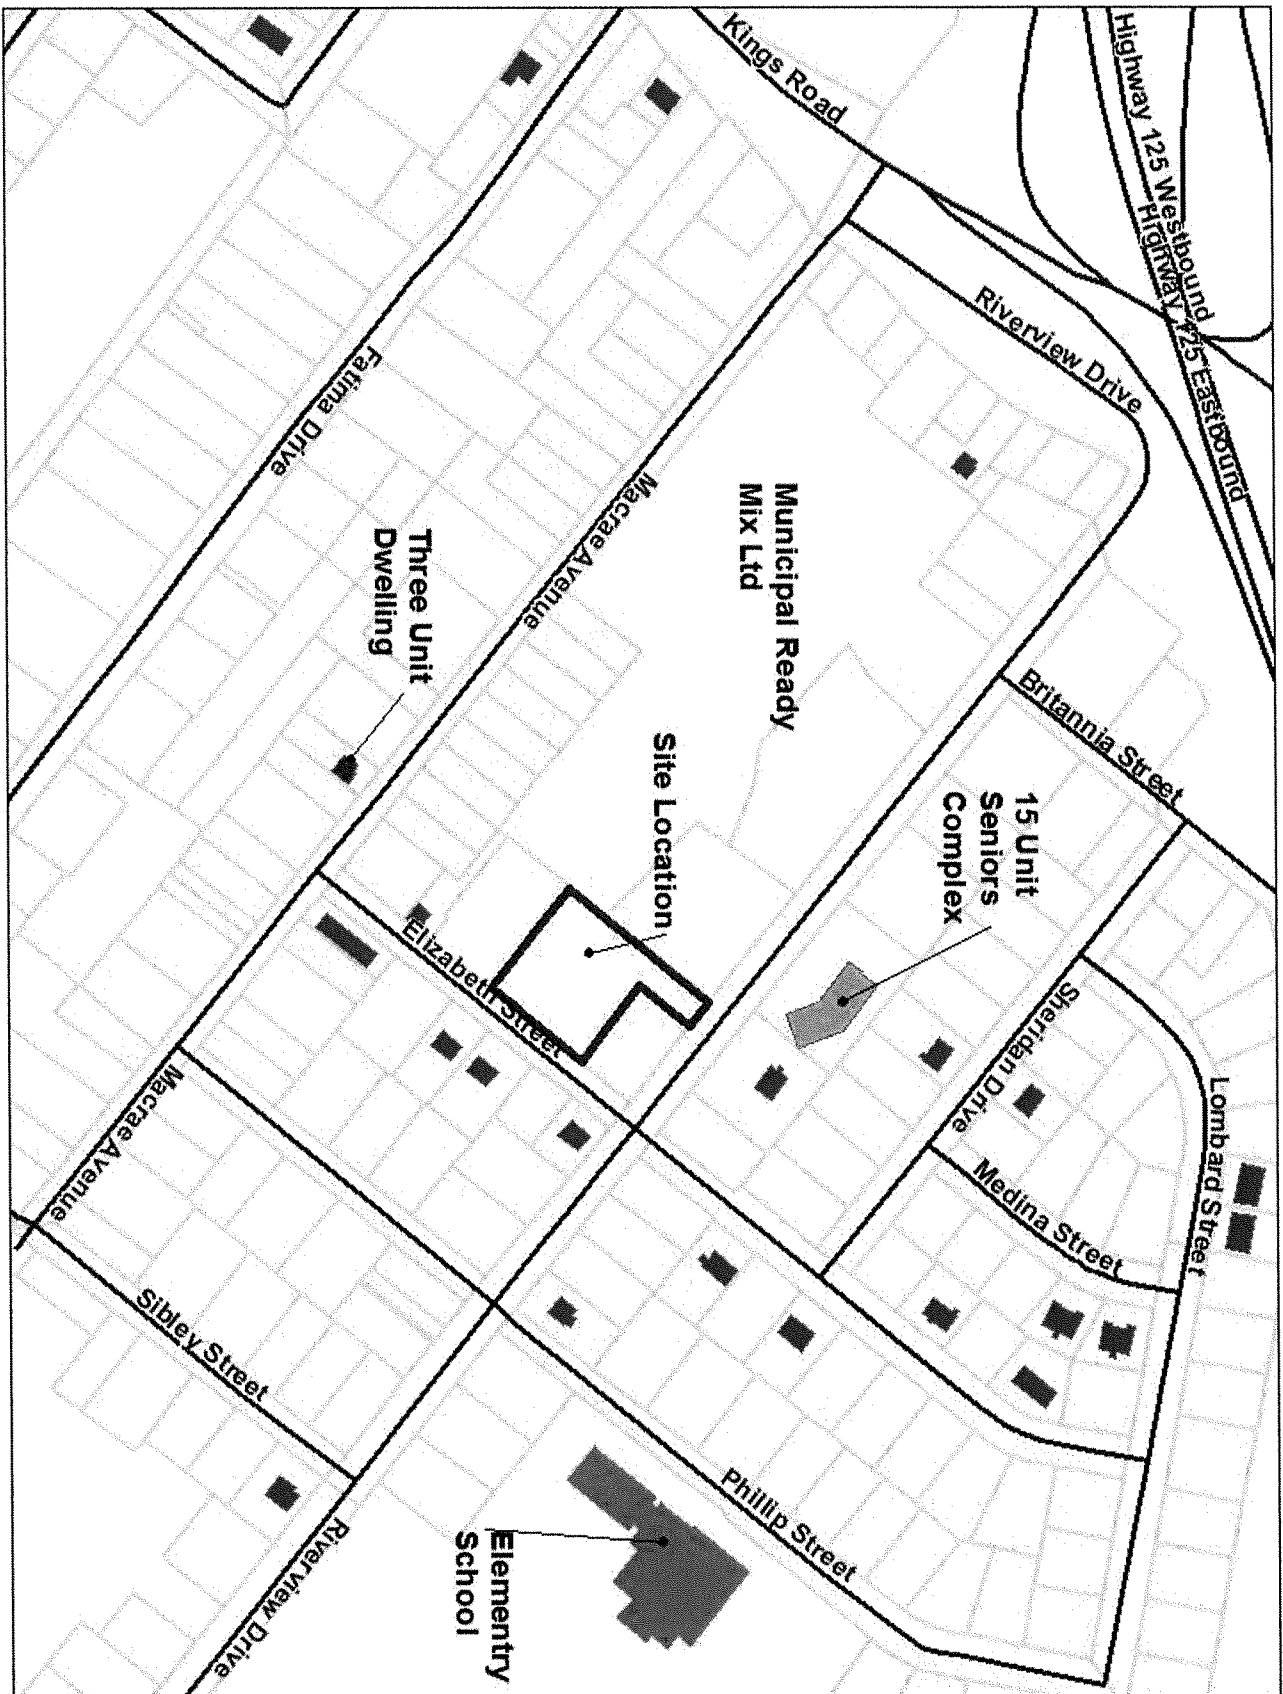 Highway 125 Westbound
Highway 125 Eastbound
Kings Road
Riverview Drive
Britannia Street
Lombard Street
15 Unit
Seniors
Complex
Sheridan Drive
Medina Street
Municipal Ready
Mix Ltd
Site Location
Macrae Avenue
Elizabeth Street
Phillip Street
Three Unit
Dwelling
Fatima Drive
Elementry
School
Macrae Avenue
Sibley Street
Riverview Drive